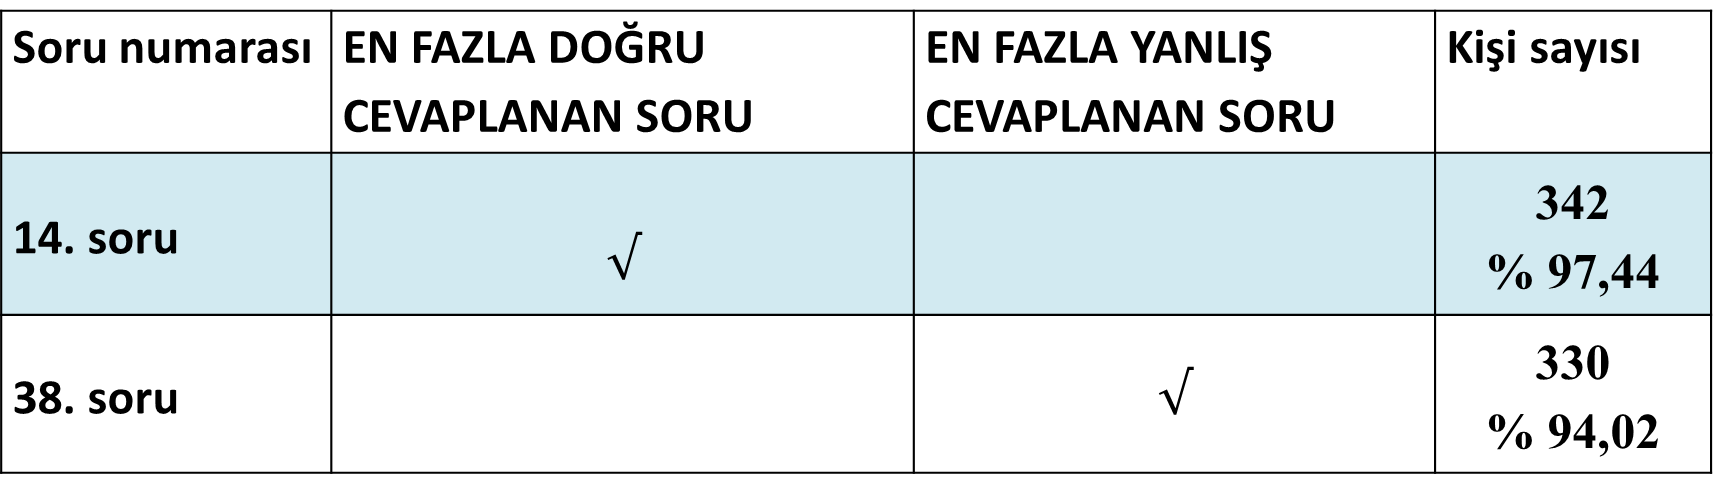 Soru numarası
EN FAZLA DOĞRU
CEVAPLANAN SORU
EN FAZLA YANLIŞ
CEVAPLANAN SORU
Kişi sayısı
14. soru
√
342
% 97,44
38. soru
√
330
% 94,02